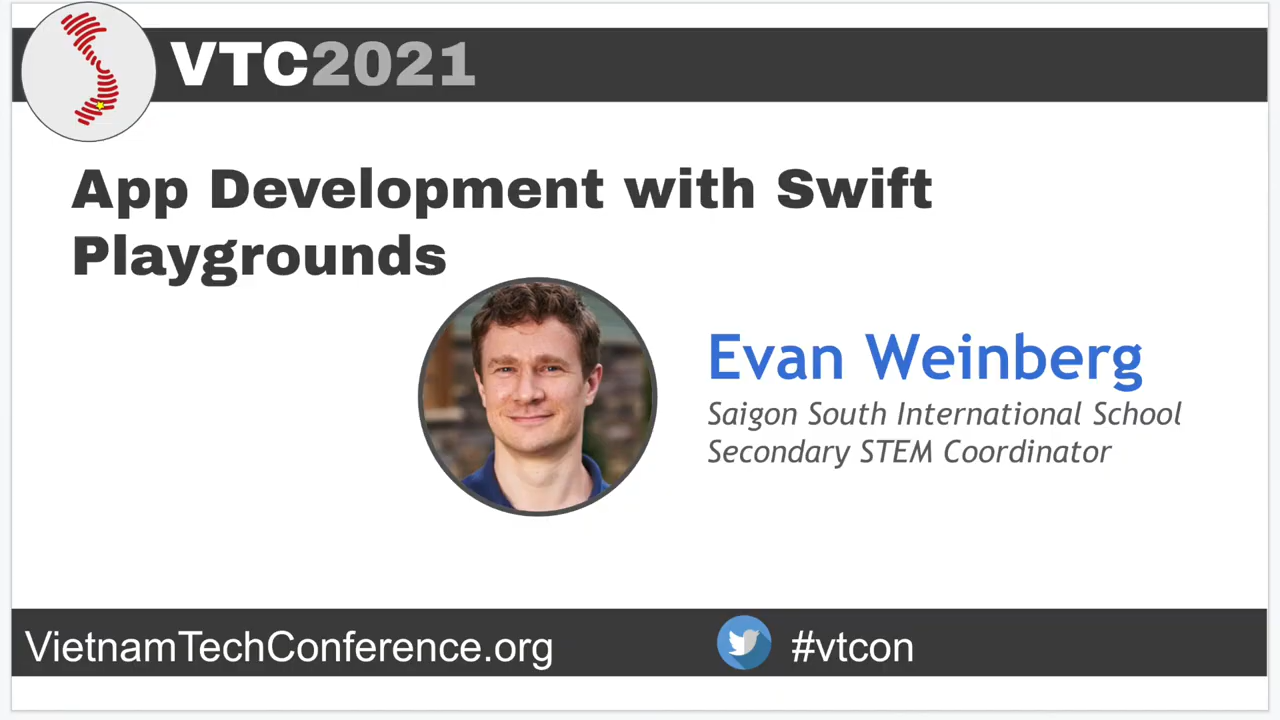 VTC2021
App Development with Swift
Playgrounds
Evan Weinberg
Saigon South International School
Secondary STEM Coordinator
VietnamTechConference.org
#vtcon